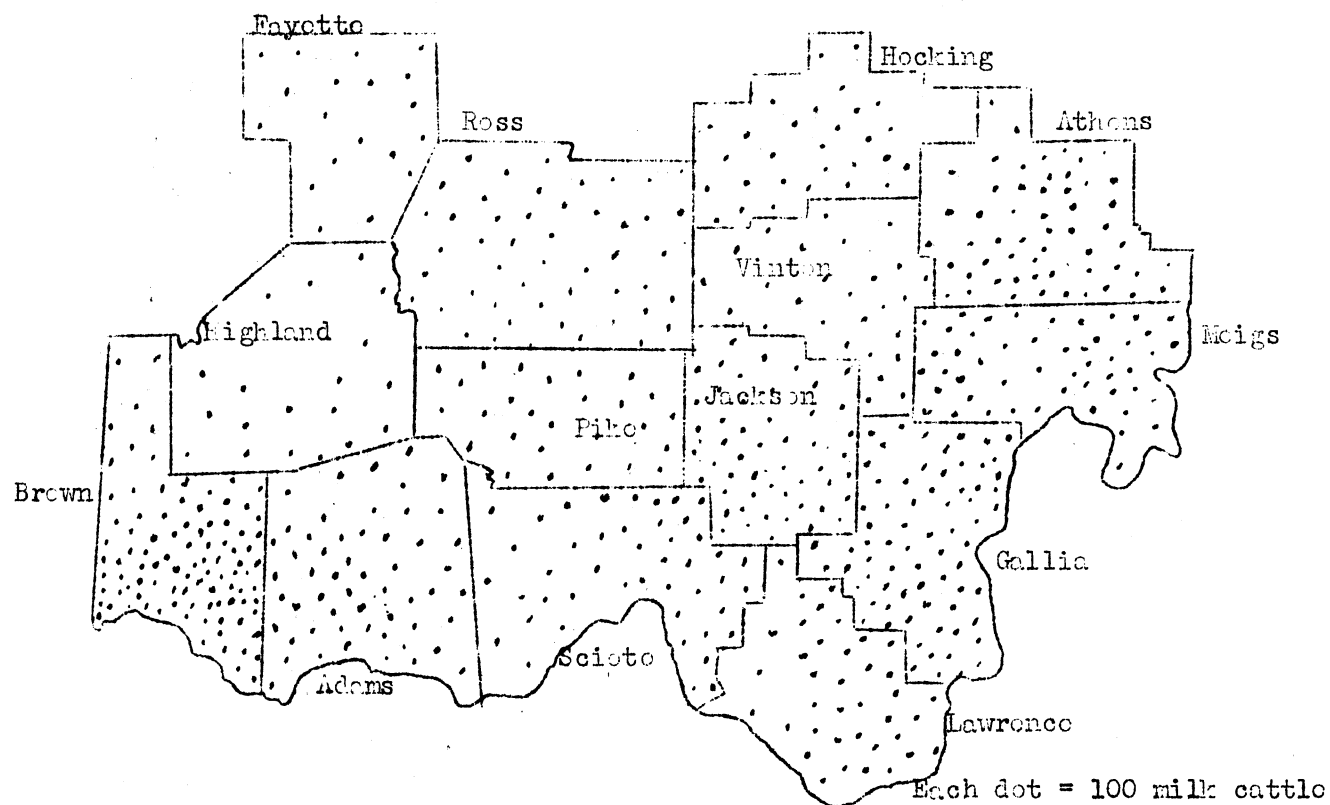 Fayette
Hocking
Ross
Athens
Vinton
Highland
Meigs
Jackson
Pike
Brown
Gallia
Scioto
Adams
Lawrence
Each dot = 100 milk cattle